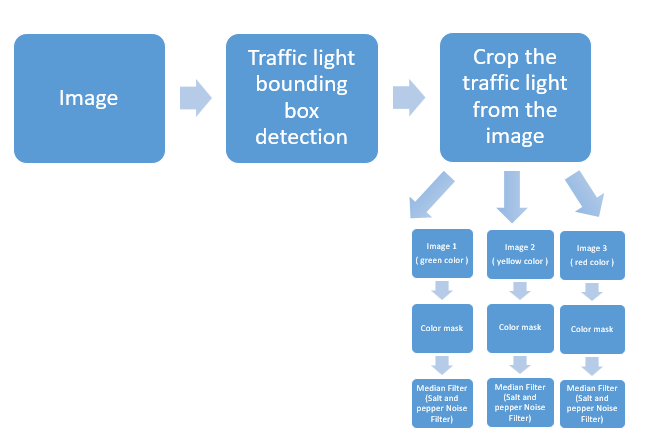 Image
Traffic light
bounding
box
detection
Crop the
traffic light
from the
image
Image 1
( green color )
Image 2
( yellow color )
Image 3
( red color )
Color mask
Color mask
Color mask
Median Filter
(Salt and
pepper Noise
Filter)
Median Filter
(Salt and
pepper Noise
Filter)
Median Filter
(Salt and
pepper Noise
Filter)